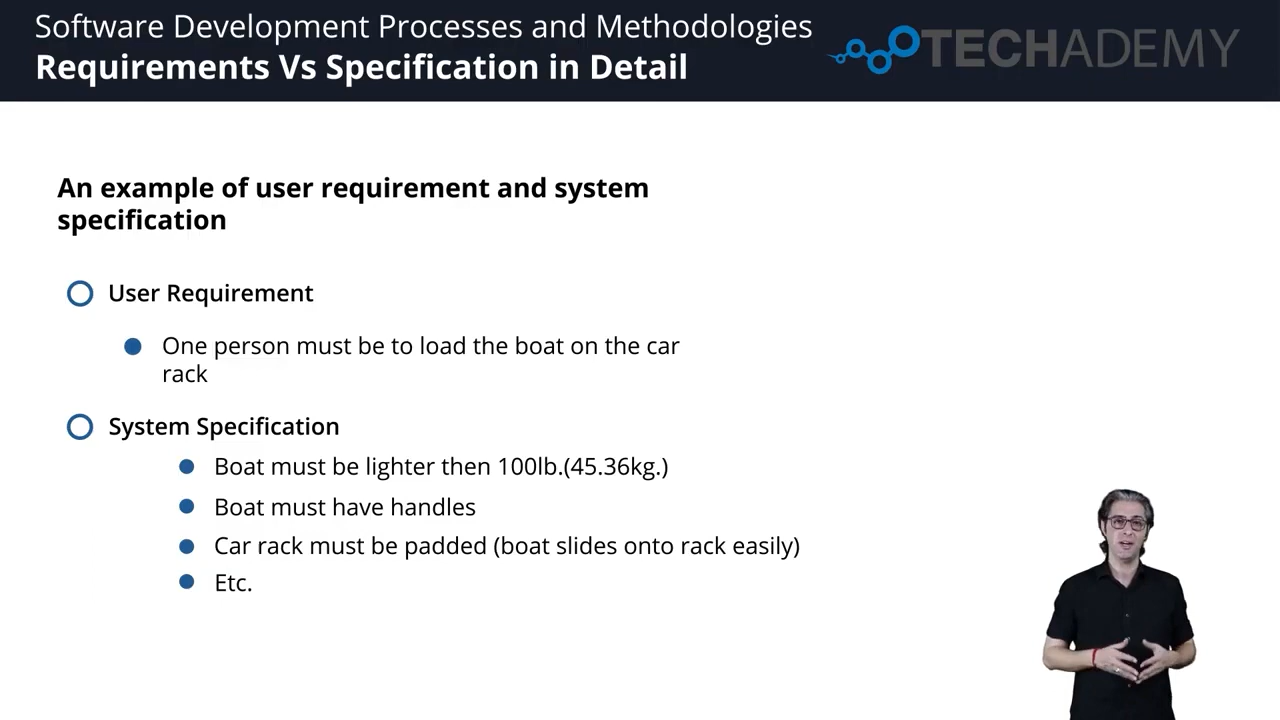 Software Development Processes and Methodologies
Requirements Vs Specification in Detail
TECHADEMY
An example of user requirement and system
specification
User Requirement
One person must be to load the boat on the car
rack
System Specification
Boat must be lighter then 100lb.(45.36kg.)
Boat must have handles
Car rack must be padded (boat slides onto rack easily)
Etc.